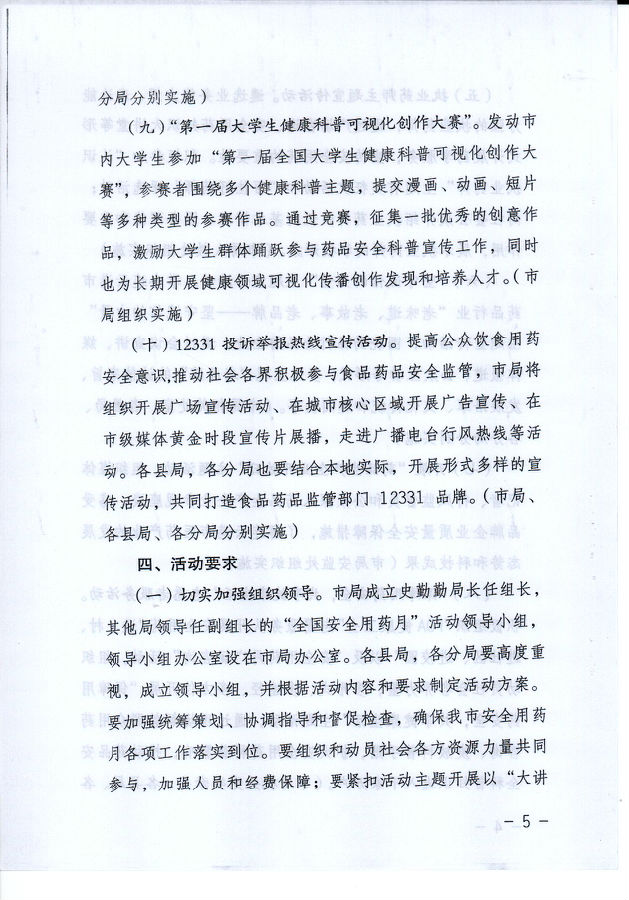 分局分别实施)
(九)“第一届大学生健康科普可视化创作大赛”。发动市
内大学生参加“第一届全国大学生健康科普可视化创作大
赛”,参赛者围绕多个健康科普主题,提交漫画、动画、短片
等多种类型的参赛作品。通过竞赛,征集一批优秀的创意作
品,激励大学生群体踊跃参与药品安全科普宣传工作,同时
也为长期开展健康领域可视化传播创作发现和培养人才。(市
局组织实施)
(十)12331 投诉举报热线宣传活动。提高公众饮食用药
安全意识,推动社会各界积极参与食品药品安全监管,市局将
组织开展广场宣传活动、在城市核心区域开展广告宣传、在
市级媒体黄金时段宣传片展播,走进广播电台行风热线等活
动。各县局,各分局也要结合本地实际,开展形式多样的宣
传活动,共同打造食品药品监管部门 12331 品牌。(市局、
各县局、各分局分别实施)
四、活动要求
(一)切实加强组织领导。市局成立史勤勤局长任组长,
其他局领导任副组长的“全国安全用药月”活动领导小组,
领导小组办公室设在市局办公室。各县局,各分局要高度重
视,成立领导小组,并根据活动内容和要求制定活动方案。
要加强统筹策划、协调指导和督促检查,确保我市安全用药
月各项工作落实到位。要组织和动员社会各方资源力量共同
参与,加强人员和经费保障;要紧扣活动主题开展以“大讲
- 5 -